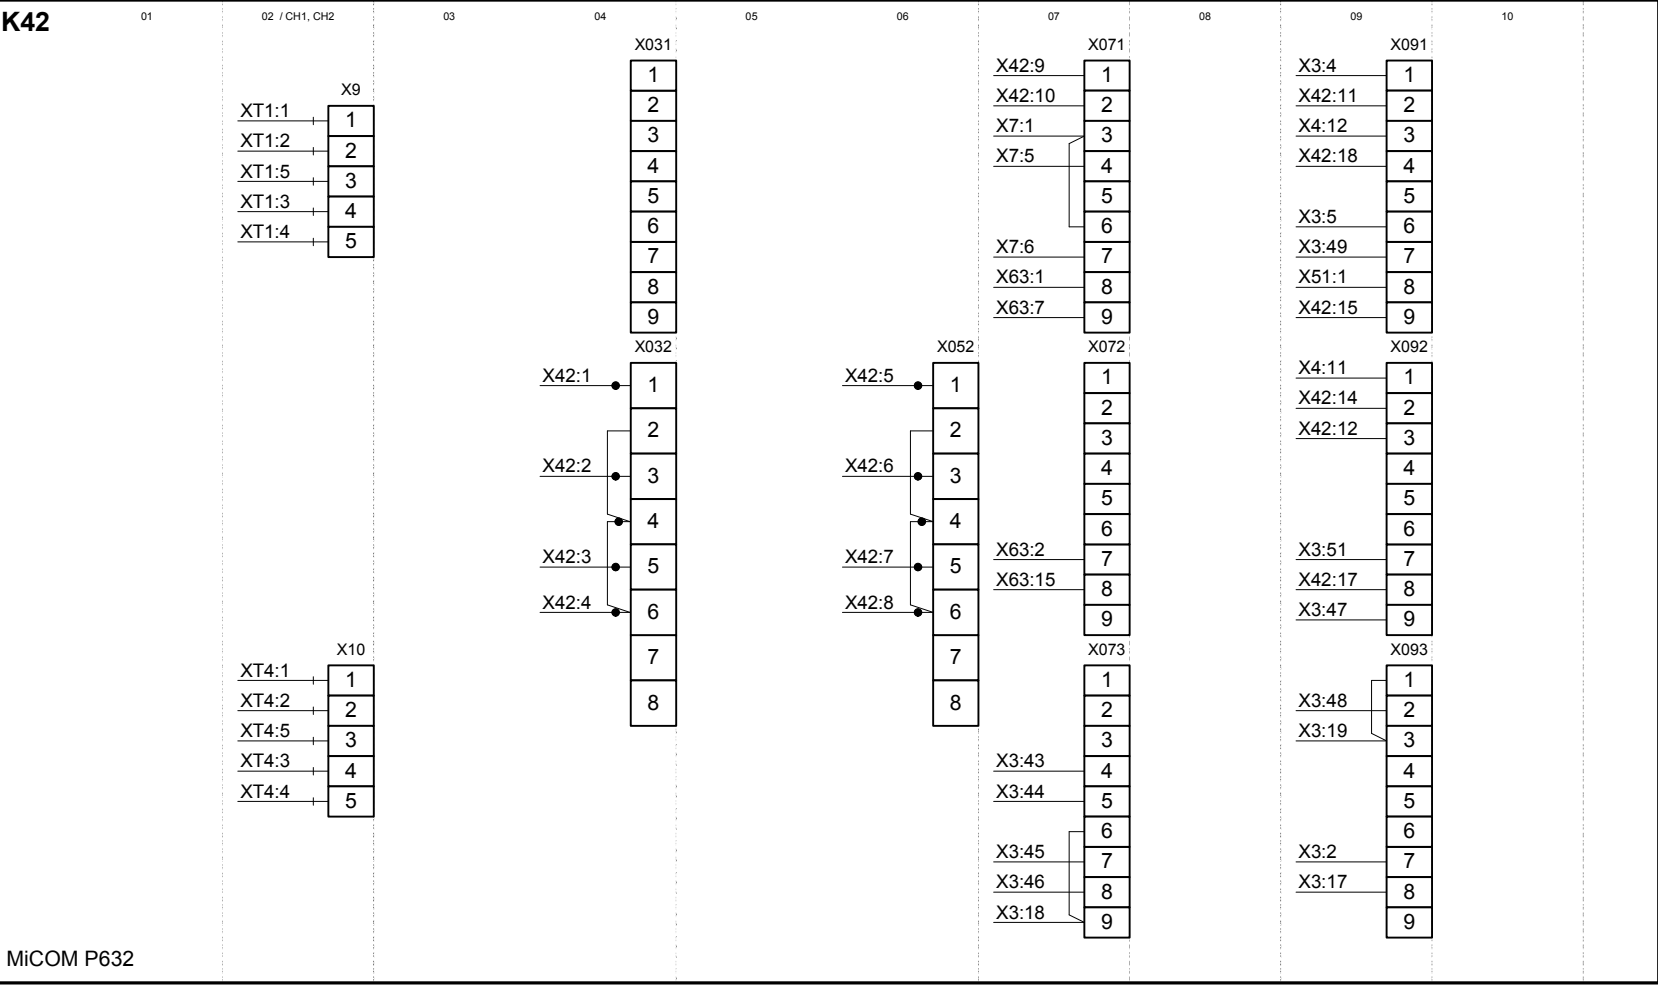 K42
01
02 / CH1, CH2
03
04
05
06
07
08
09
10
X9
XT1:1 1
XT1:2 2
XT1:5 3
XT1:3 4
XT1:4 5
X10
XT4:1 1
XT4:2 2
XT4:5 3
XT4:3 4
XT4:4 5
X031
1
2
3
4
5
6
7
8
9
X032
X42:1 1
2
X42:2 3
4
X42:3 5
X42:4 6
7
8
X052
X42:5 1
2
X42:6 3
4
X42:7 5
X42:8 6
7
8
X071
X42:9 1
X42:10 2
X7:1 3
X7:5 4
5
6
X7:6 7
X63:1 8
X63:7 9
X072
1
2
3
4
5
6
X63:2 7
X63:15 8
9
X073
1
2
3
X3:43 4
X3:44 5
6
X3:45 7
X3:46 8
X3:18 9
X091
X3:4 1
X42:11 2
X4:12 3
X42:18 4
5
X3:5 6
X3:49 7
X51:1 8
X42:15 9
X092
X4:11 1
X42:14 2
X42:12 3
4
5
6
X3:51 7
X42:17 8
X3:47 9
X093
1
X3:48 2
X3:19 3
4
5
6
X3:2 7
X3:17 8
9
MiCOM P632